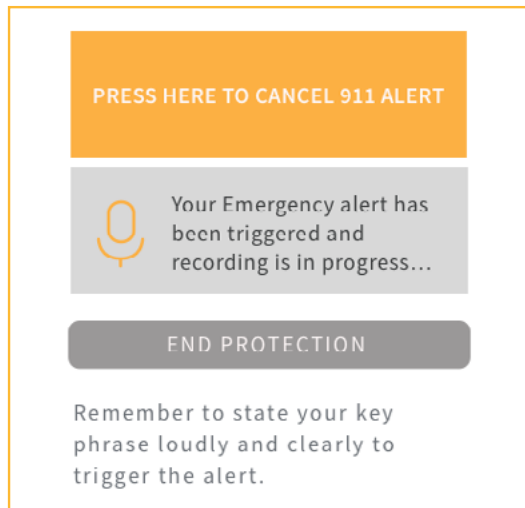 PRESS HERE TO CANCEL 911 ALERT
Your Emergency alert has
been triggered and
recording is in progress...
END PROTECTION
Remember to state your key
phrase loudly and clearly to
trigger the alert.